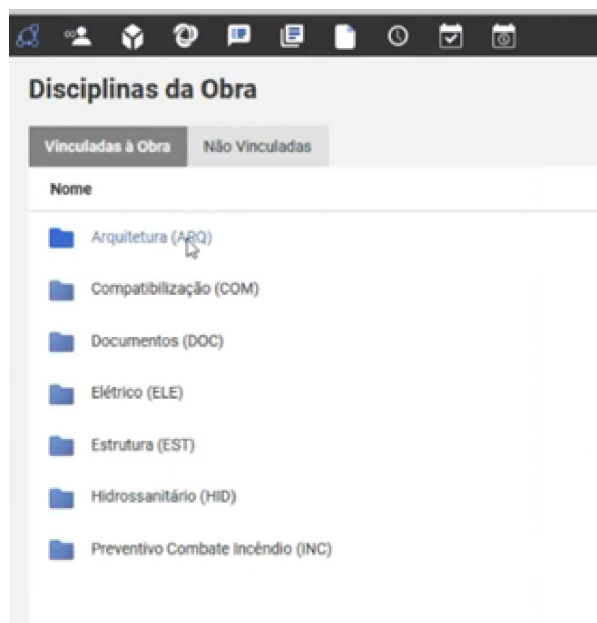 Disciplinas da Obra
Vinculadas à Obra Não Vinculadas
Nome
Arquitetura (ARQ)
Compatibilização (COM)
Documentos (DOC)
Elétrico (ELE)
Estrutura (EST)
Hidrossanitário (HID)
Preventivo Combate Incêndio (INC)